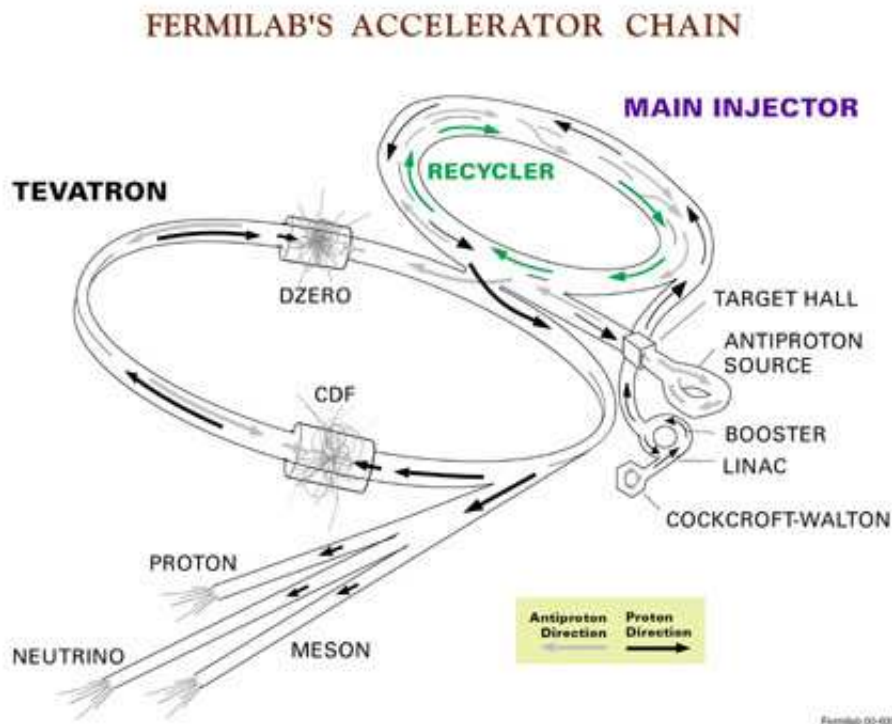 FERMILAB'S ACCELERATOR CHAIN
MAIN INJECTOR
RECYCLER
TEVATRON
DZERO
TARGET HALL
ANTIPROTON
SOURCE
CDF
BOOSTER
LINAC
COCKCROFT-WALTON
PROTON
NEUTRINO
MESON
Antiproton Proton
Direction Direction
Fermilab